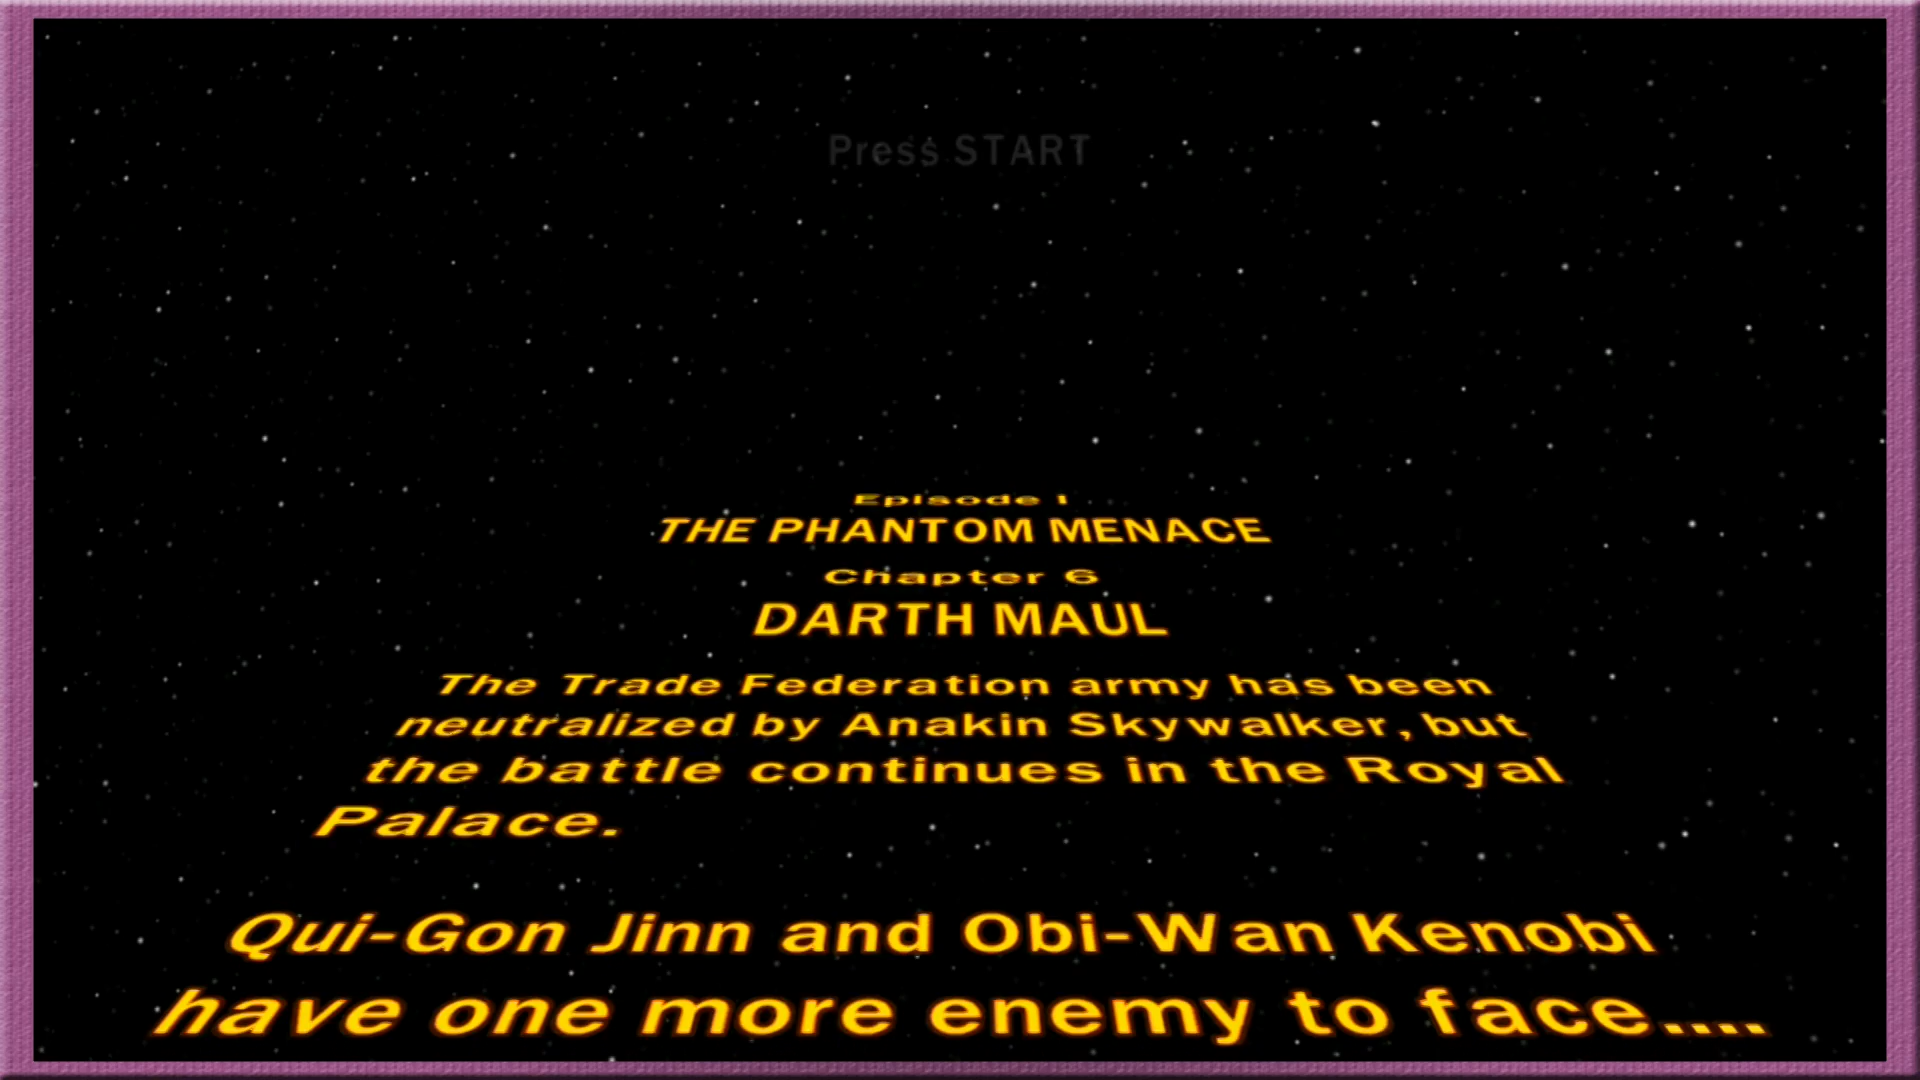 Press START
Episode I
THE PHANTOM MENACE
Chapter 6
DARTH MAUL
The Trade Federation army has been
neutralized by Anakin Skywalker, but
the battle continues in the Royal
Palace.
Qui-Gon Jinn and Obi-Wan Kenobi
have one more enemy to face....